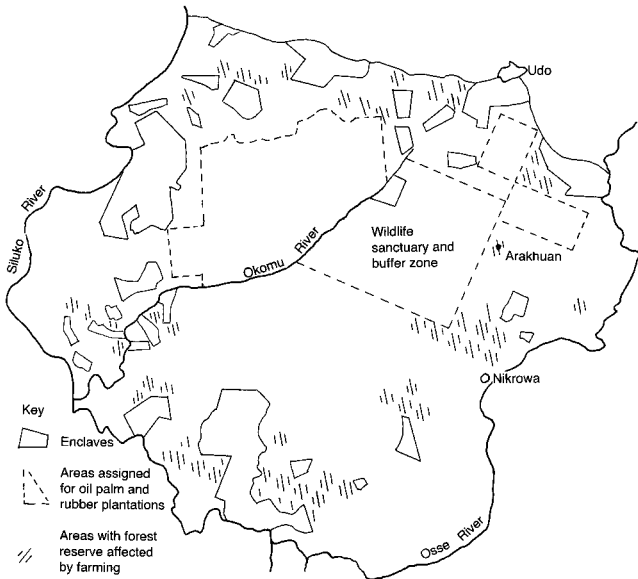 Udo
Siluko River
Okomu River
Wildlife
sanctuary and
buffer zone
Arakhuan
Nikrowa
Osse River
Key
Enclaves
Areas assigned
for oil palm and
rubber plantations
Areas with forest
reserve affected
by farming